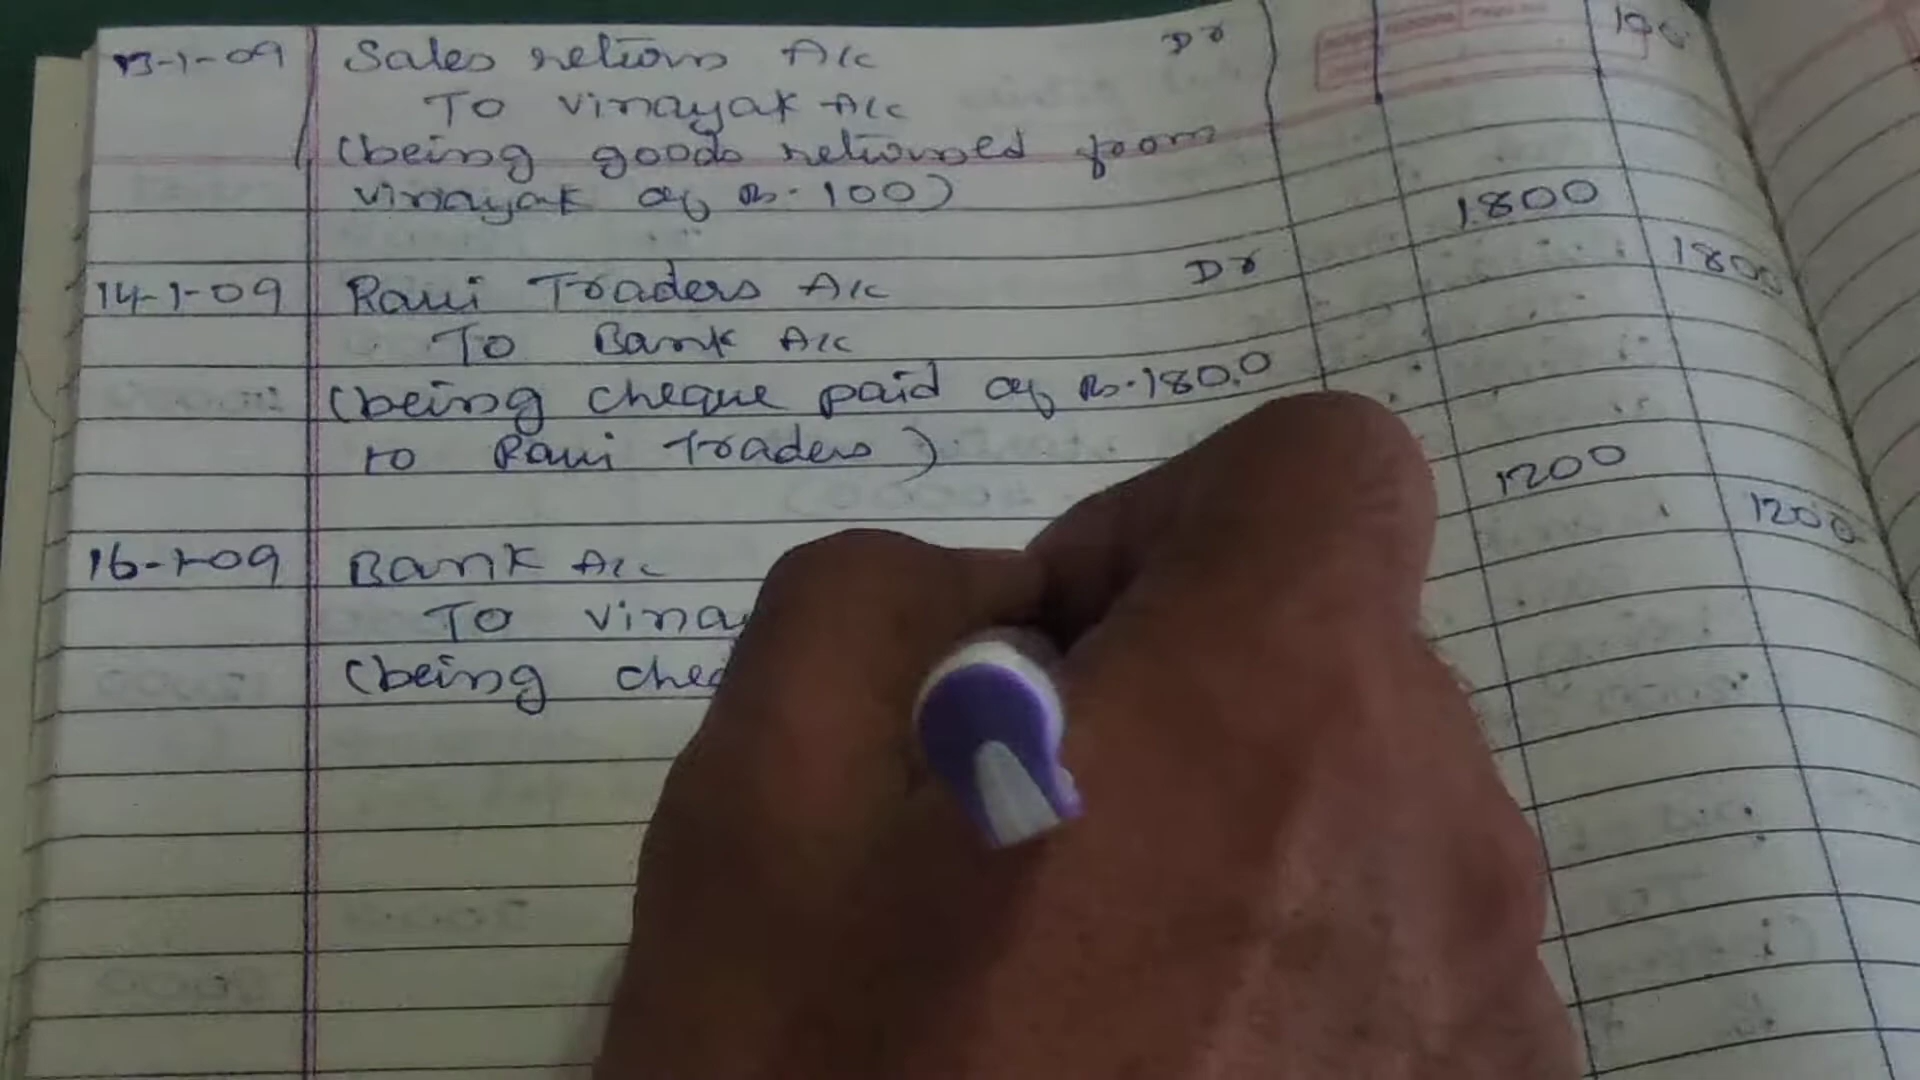 13-1-09 Sales return A/c Dr 100
To Vinayak A/c
(being goods returned from
Vinayak of Rs. 100)
1800
14-1-09 Ravi Traders A/c Dr 1800
To Bank A/c
(being cheque paid of Rs. 1800
to Ravi Traders)
1200
1200
16-1-09 Bank A/c
To Vina
(being che